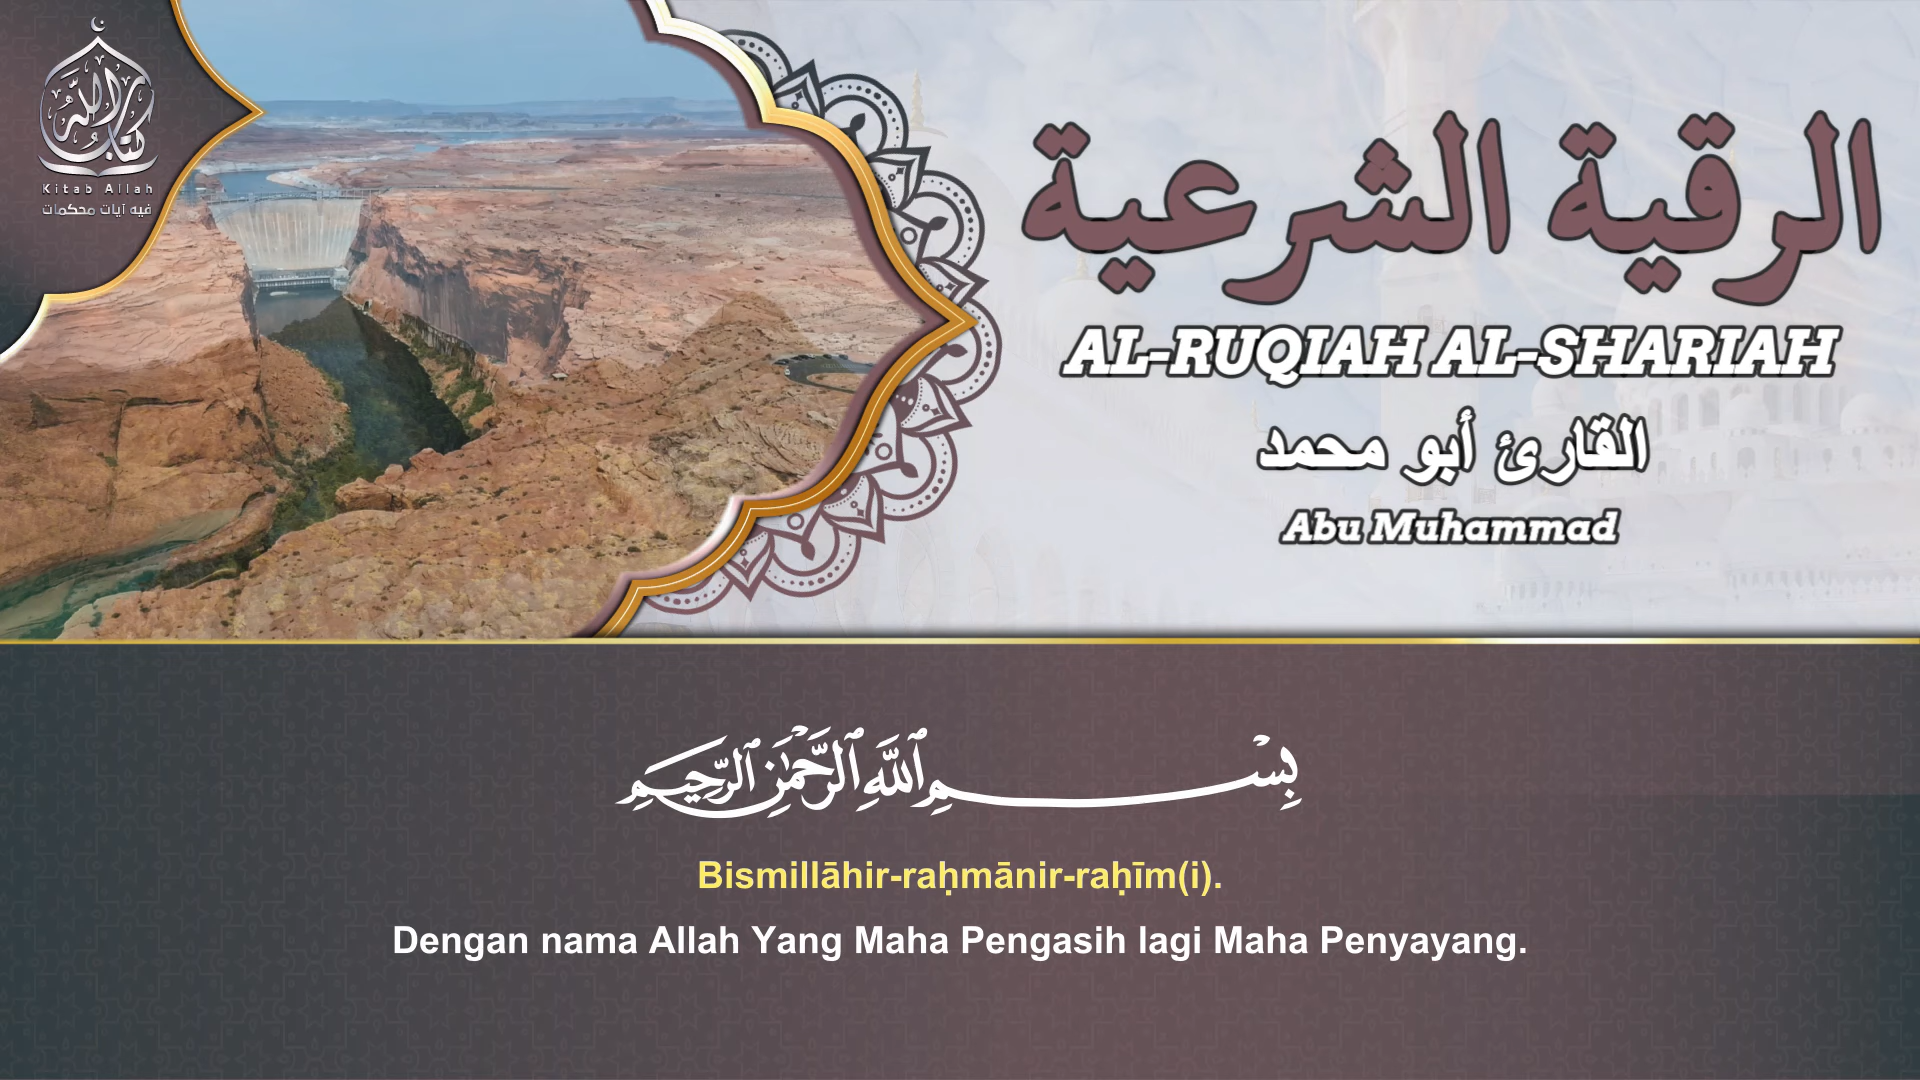 كتاب الله
Kitab Allah
فيه آيات محكمات
الرقية الشرعية
AL-RUQIAH AL-SHARIAH
القارئ أبو محمد
Abu Muhammad
بِسْمِ ٱللَّهِ ٱلرَّحْمَٰنِ ٱلرَّحِيمِ
Bismillāhir-raḥmānir-raḥīm(i).
Dengan nama Allah Yang Maha Pengasih lagi Maha Penyayang.